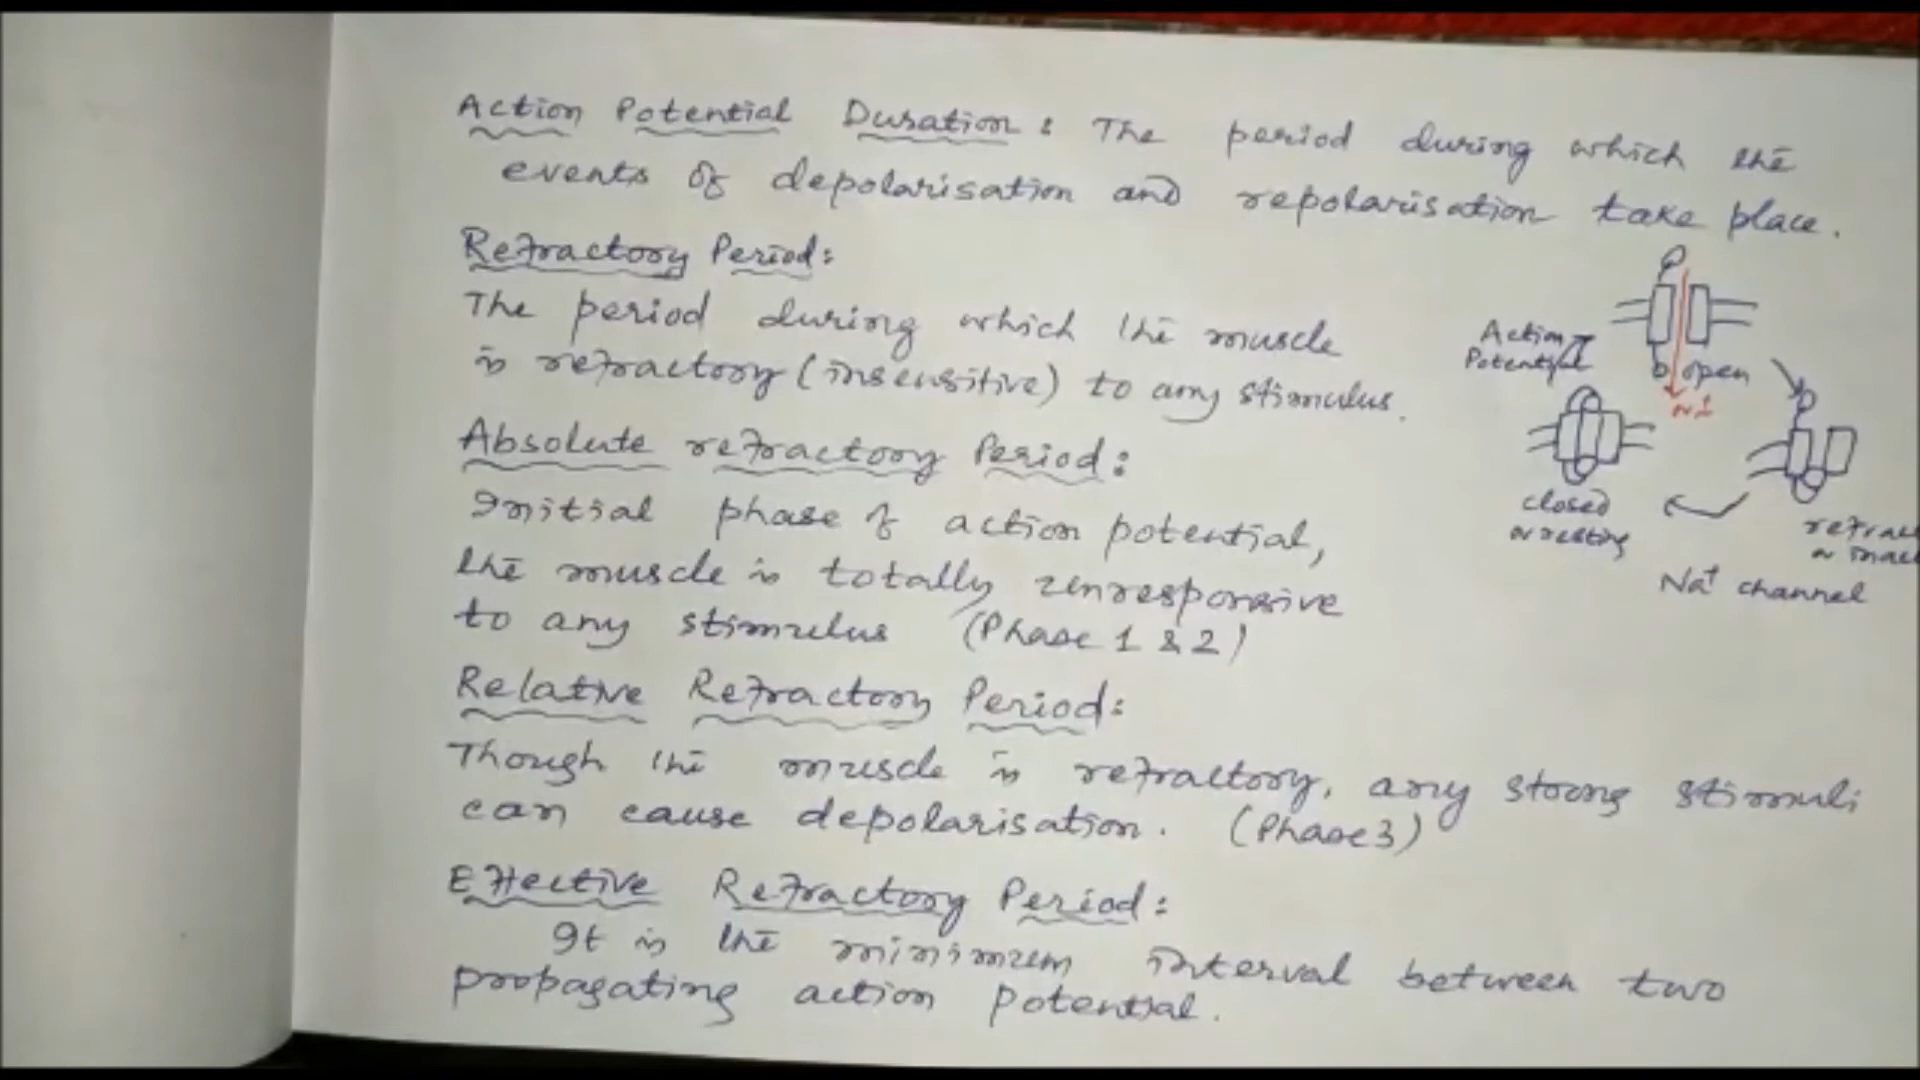 Action Potential Duration: The period during which the
events of depolarisation and repolarisation take place.
Refractory Period:
The period during which the muscle
is refractory (insensitive) to any stimulus.
Absolute refractory Period:
Initial phase of action potential,
the muscle is totally unresponsive
to any stimulus (Phase 1 & 2)
Relative Refractory Period:
Though the muscle is refractory, any strong stimuli
can cause depolarisation. (Phase 3)
Effective Refractory Period:
It is the minimum interval between two
propagating action potential.
Action
Potential
open
closed
or resting
refrac
or inac
Na+ channel